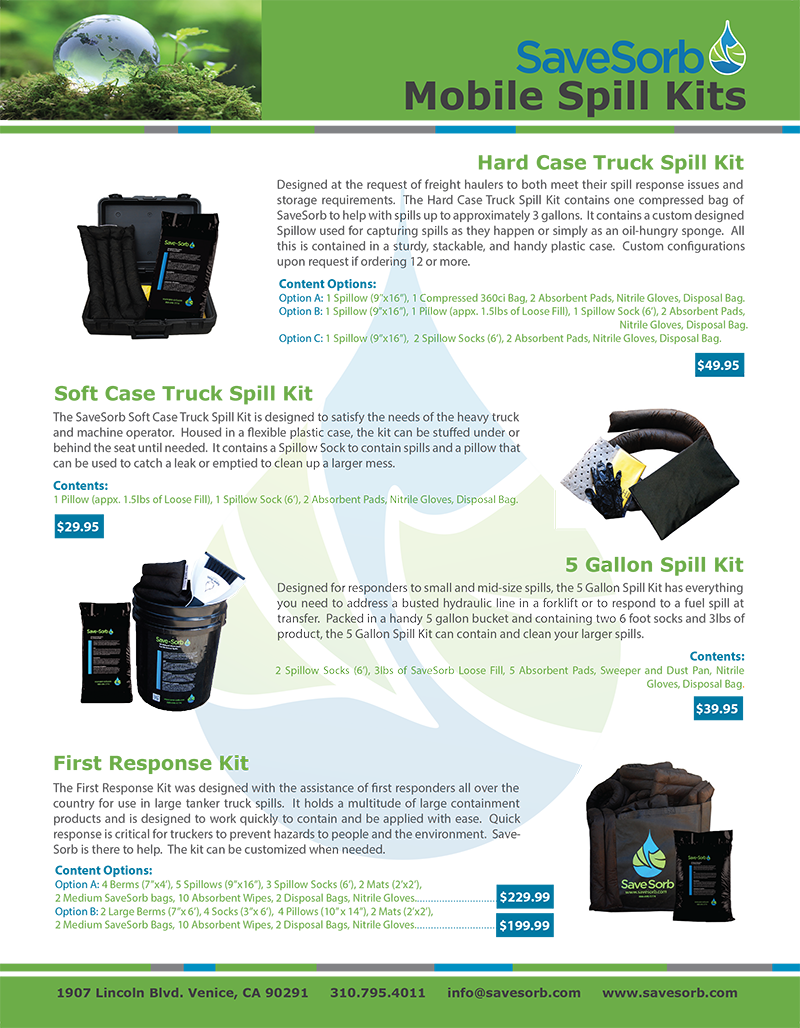 SaveSorb
Mobile Spill Kits
Hard Case Truck Spill Kit
Designed at the request of freight haulers to both meet their spill response issues and
storage requirements. The Hard Case Truck Spill Kit contains one compressed bag of
SaveSorb to help with spills up to approximately 3 gallons. It contains a custom designed
Spillow used for capturing spills as they happen or simply as an oil-hungry sponge. All
this is contained in a sturdy, stackable, and handy plastic case. Custom configurations
upon request if ordering 12 or more.
Content Options:
Option A: 1 Spillow (9"x16”), 1 Compressed 360ci Bag, 2 Absorbent Pads, Nitrile Gloves, Disposal Bag.
Option B: 1 Spillow (9”x16”), 1 Pillow (appx. 1.5lbs of Loose Fill), 1 Spillow Sock (6’), 2 Absorbent Pads,
Nitrile Gloves, Disposal Bag.
Option C: 1 Spillow (9”x16”), 2 Spillow Socks (6’), 2 Absorbent Pads, Nitrile Gloves, Disposal Bag.
$49.95
Save-Sorb
Soft Case Truck Spill Kit
The SaveSorb Soft Case Truck Spill Kit is designed to satisfy the needs of the heavy truck
and machine operator. Housed in a flexible plastic case, the kit can be stuffed under or
behind the seat until needed. It contains a Spillow Sock to contain spills and a pillow that
can be used to catch a leak or emptied to clean up a larger mess.
Contents:
1 Pillow (appx. 1.5lbs of Loose Fill), 1 Spillow Sock (6’), 2 Absorbent Pads, Nitrile Gloves, Disposal Bag.
$29.95
5 Gallon Spill Kit
Designed for responders to small and mid-size spills, the 5 Gallon Spill Kit has everything
you need to address a busted hydraulic line in a forklift or to respond to a fuel spill at
transfer. Packed in a handy 5 gallon bucket and containing two 6 foot socks and 3lbs of
product, the 5 Gallon Spill Kit can contain and clean your larger spills.
Contents:
2 Spillow Socks (6’), 3lbs of SaveSorb Loose Fill, 5 Absorbent Pads, Sweeper and Dust Pan, Nitrile
Gloves, Disposal Bag.
$39.95
Save-Sorb
Save-Sorb
First Response Kit
The First Response Kit was designed with the assistance of first responders all over the
country for use in large tanker truck spills. It holds a multitude of large containment
products and is designed to work quickly to contain and be applied with ease. Quick
response is critical for truckers to prevent hazards to people and the environment. Save-
Sorb is there to help. The kit can be customized when needed.
Content Options:
Option A: 4 Berms (7”x4’), 5 Spillows (9”x16”), 3 Spillow Socks (6’), 2 Mats (2’x2’),
2 Medium SaveSorb bags, 10 Absorbent Wipes, 2 Disposal Bags, Nitrile Gloves.............................. $229.99
Option B: 2 Large Berms (7”x 6’), 4 Socks (3”x 6’), 4 Pillows (10”x 14”), 2 Mats (2’x2’),
2 Medium SaveSorb bags, 10 Absorbent Wipes, 2 Disposal Bags, Nitrile Gloves.............................. $199.99
SaveSorb
www.savesorb.com
Save-Sorb
1907 Lincoln Blvd. Venice, CA 90291 310.795.4011 info@savesorb.com www.savesorb.com